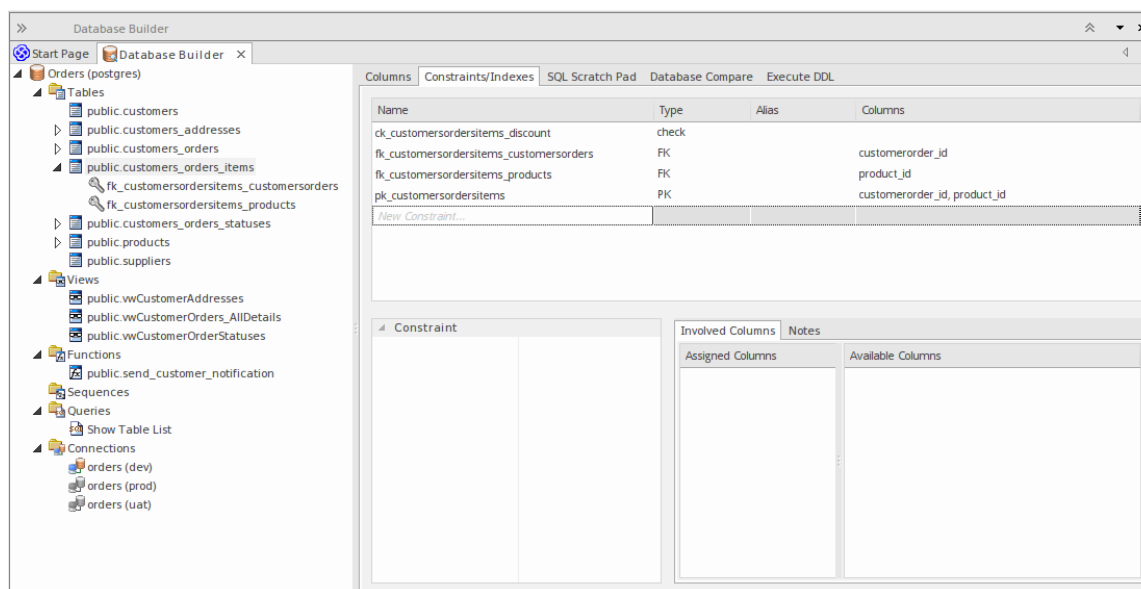 Database Builder
Start Page
Database Builder
Orders (postgres)
Tables
public.customers
public.customers_addresses
public.customers_orders
public.customers_orders_items
fk_customersordersitems_customersorders
fk_customersordersitems_products
public.customers_orders_statuses
public.products
public.suppliers
Views
public.vwCustomerAddresses
public.vwCustomerOrders_AllDetails
public.vwCustomerOrderStatuses
Functions
public.send_customer_notification
Sequences
Queries
Show Table List
Connections
orders (dev)
orders (prod)
orders (uat)
Columns Constraints/Indexes SQL Scratch Pad Database Compare Execute DDL
Name Type Alias Columns
ck_customersordersitems_discount check
fk_customersordersitems_customersorders FK customerorder_id
fk_customersordersitems_products FK product_id
pk_customersordersitems PK customerorder_id, product_id
New Constraint...
Constraint
Involved Columns Notes
Assigned Columns Available Columns